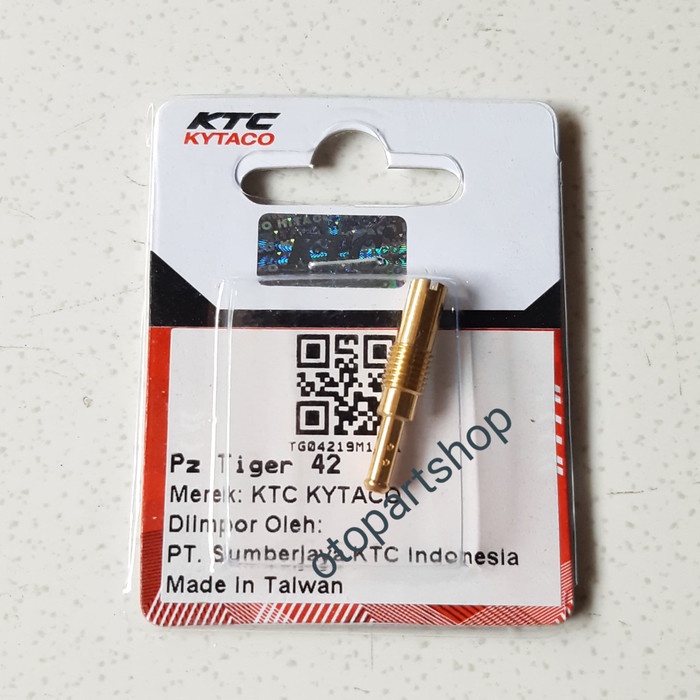 KTC
KYTACO
TG04219M1
Pz Tiger 42
Merek: KTC KYTACO
DiImpor Oleh:
PT. Sumberjaya KTC Indonesia
Made In Taiwan
otopartshop